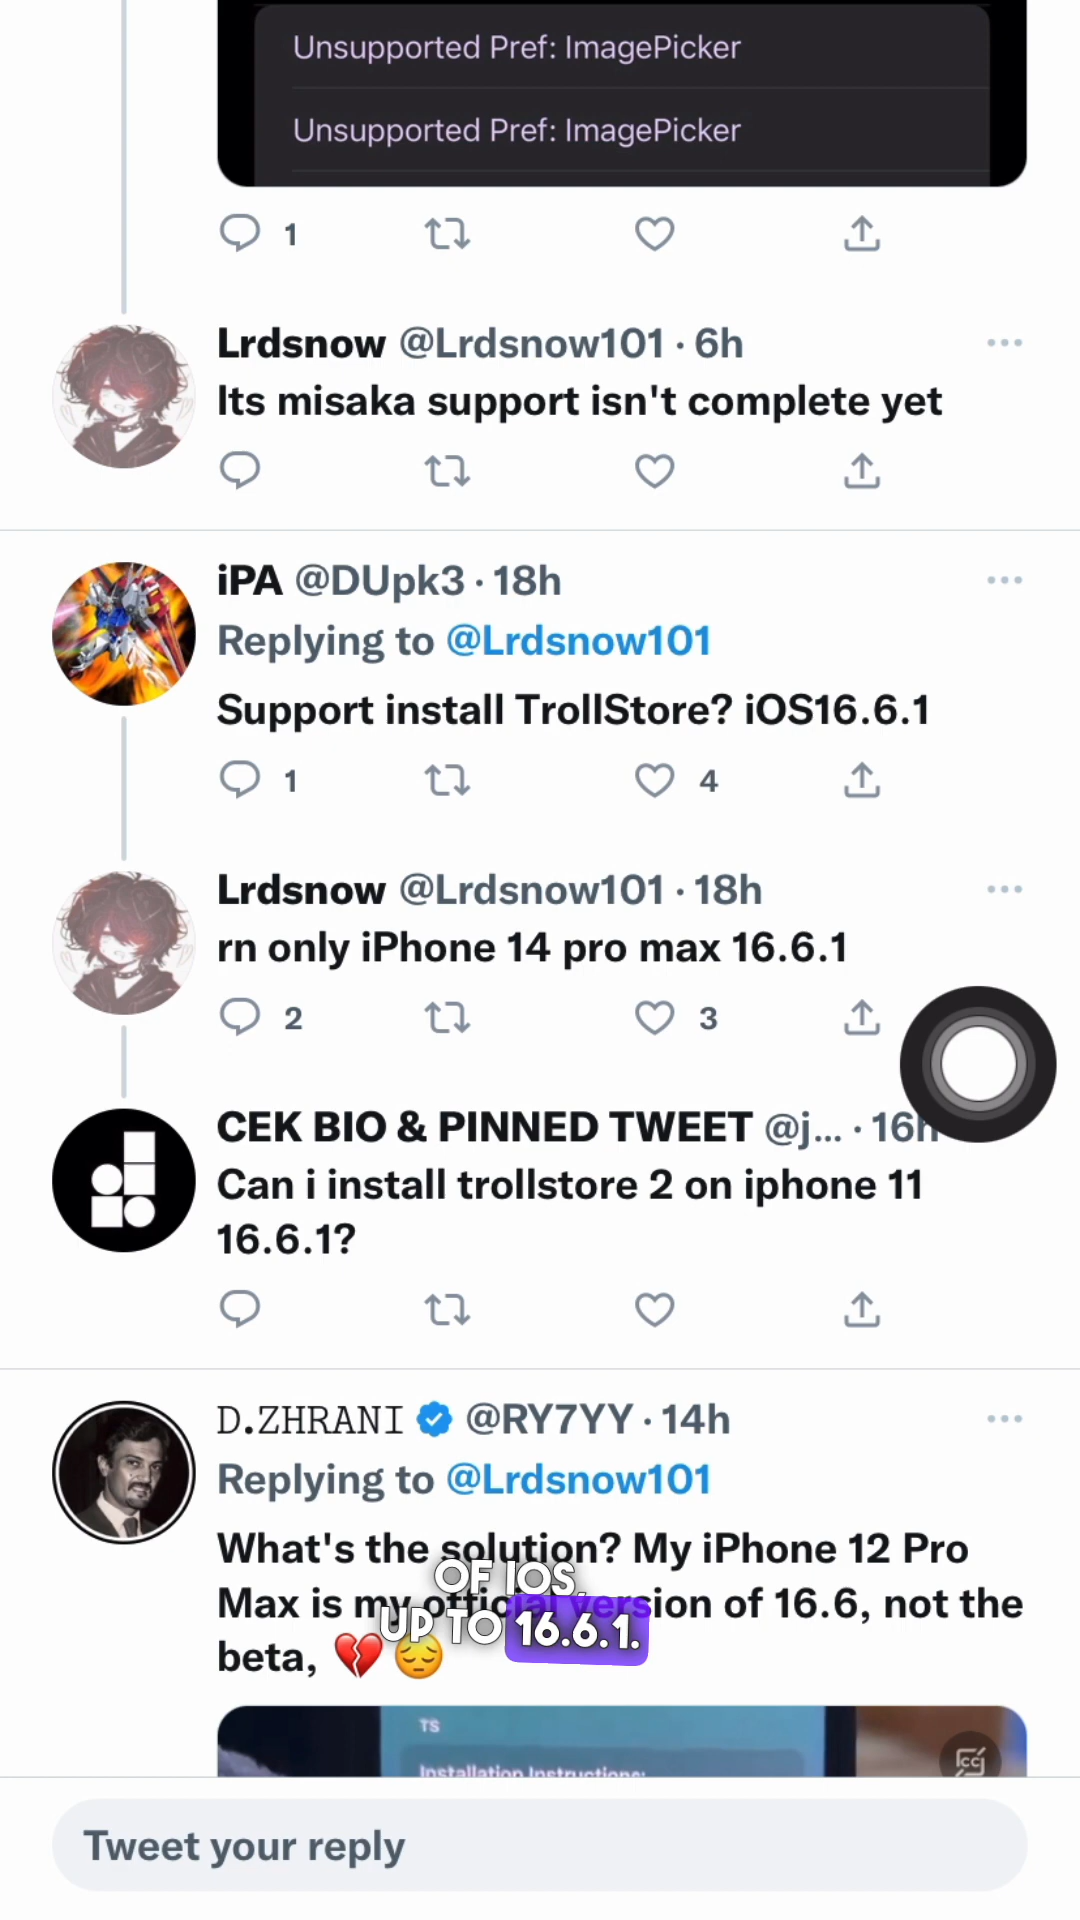 Unsupported Pref: ImagePicker
Unsupported Pref: ImagePicker
1
Lrdsnow @Lrdsnow101 · 6h
Its misaka support isn't complete yet
iPA @DUpk3 · 18h
Replying to @Lrdsnow101
Support install TrollStore? iOS16.6.1
1 4
Lrdsnow @Lrdsnow101 · 18h
rn only iPhone 14 pro max 16.6.1
2 3
CEK BIO & PINNED TWEET @j... · 16h
Can i install trollstore 2 on iphone 11
16.6.1?
D.ZHRANI @RY7YY · 14h
Replying to @Lrdsnow101
What's the solution? My iPhone 12 Pro
Max is my official version of 16.6, not the
beta, 💔😔
OF IOS,
UP TO 16.6.1.
TS
Installation Instructions:
CC
Tweet your reply